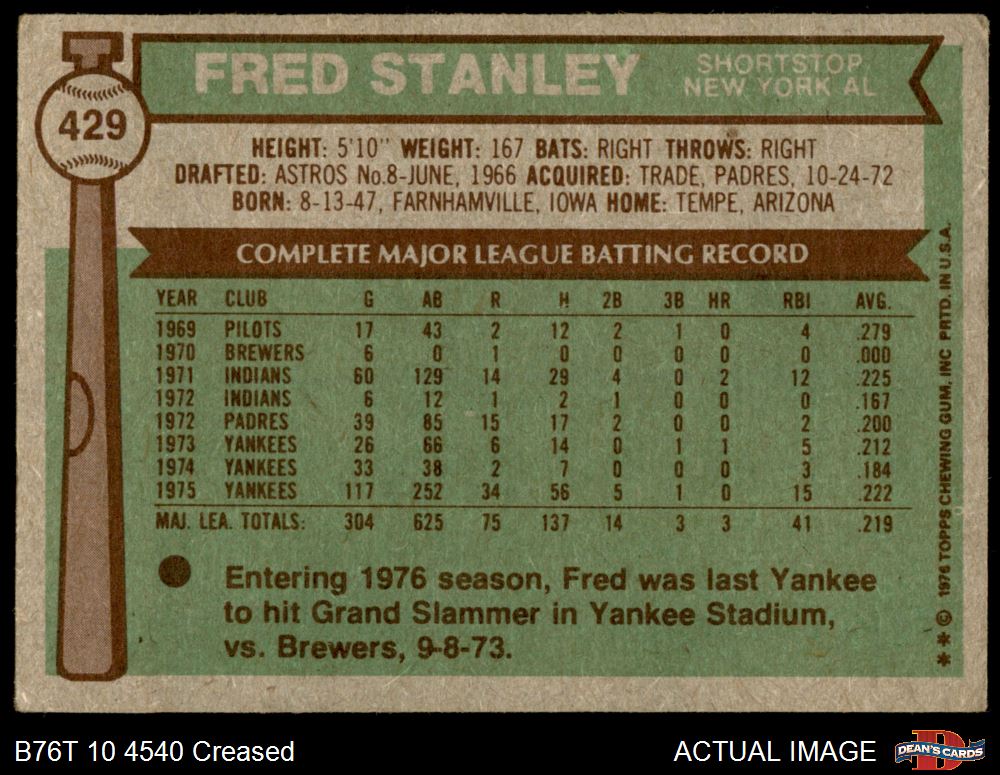 FRED STANLEY
SHORTSTOP
NEW YORK AL
429
HEIGHT: 5'10" WEIGHT: 167 BATS: RIGHT THROWS: RIGHT
DRAFTED: ASTROS No.8-JUNE, 1966 ACQUIRED: TRADE, PADRES, 10-24-72
BORN: 8-13-47, FARNHAMVILLE, IOWA HOME: TEMPE, ARIZONA
COMPLETE MAJOR LEAGUE BATTING RECORD
YEAR CLUB G AB R H 2B 3B HR RBI AVG.
1969 PILOTS 17 43 2 12 2 1 0 4 .279
1970 BREWERS 6 0 1 0 0 0 0 0 .000
1971 INDIANS 60 129 14 29 4 0 2 12 .225
1972 INDIANS 6 12 1 2 1 0 0 0 .167
1972 PADRES 39 85 15 17 2 0 0 2 .200
1973 YANKEES 26 66 6 14 0 1 1 5 .212
1974 YANKEES 33 38 2 7 0 0 0 3 .184
1975 YANKEES 117 252 34 56 5 1 0 15 .222
MAJ. LEA. TOTALS: 304 625 75 137 14 3 3 41 .219
Entering 1976 season, Fred was last Yankee
to hit Grand Slammer in Yankee Stadium,
vs. Brewers, 9-8-73.
* * © 1976 TOPPS CHEWING GUM, INC PRTD. IN U.S.A.
B76T 10 4540 Creased
ACTUAL IMAGE
DEAN'S CARDS